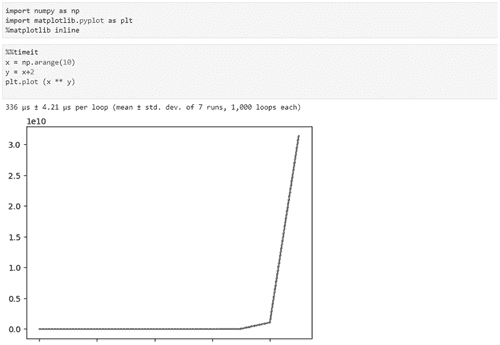 import numpy as np
import matplotlib.pyplot as plt
%matplotlib inline
%%timeit
x = np.arange(10)
y = x+2
plt.plot (x ** y)
336 µs ± 4.21 µs per loop (mean ± std. dev. of 7 runs, 1,000 loops each)
1e10
3.0
2.5
2.0
1.5
1.0
0.5
0.0